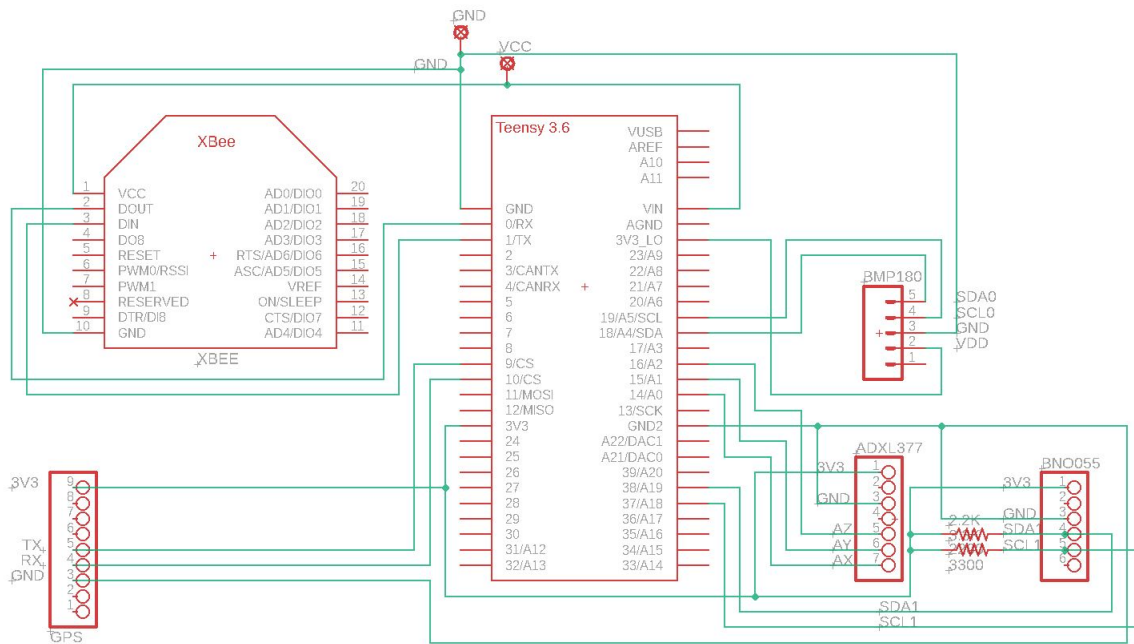 GND
VCC
GND
XBee
1 VCC AD0/DIO0 20
2 DOUT AD1/DIO1 19
3 DIN AD2/DIO2 18
4 DO8 AD3/DIO3 17
5 RESET RTS/AD6/DIO6 16
6 PWM0/RSSI ASC/AD5/DIO5 15
7 PWM1 VREF 14
8 RESERVED ON/SLEEP 13
9 DTR/DI8 CTS/DIO7 12
10 GND AD4/DIO4 11
XBEE
Teensy 3.6
VUSB
AREF
A10
A11
GND VIN
0/RX AGND
1/TX 3V3_LO
2 23/A9
3/CANTX 22/A8
4/CANRX 21/A7
5 20/A6
6 19/A5/SCL
7 18/A4/SDA
8 17/A3
9/CS 16/A2
10/CS 15/A1
11/MOSI 14/A0
12/MISO 13/SCK
3V3 GND2
24 A22/DAC1
25 A21/DAC0
26 39/A20
27 38/A19
28 37/A18
29 36/A17
30 35/A16
31/A12 34/A15
32/A13 33/A14
BMP180
5 SDA0
4 SCL0
3 GND
2 VDD
1
3V3 9
8
7
6
TX 5
RX 4
GND 3
2
1
GPS
ADXL377
3V3 1
2
GND 3
4
AZ 5
AY 6
AX 7
BNO055
3V3 1
2
GND 3
2.2K SDA1 4
SCL1 5
3300 6
SDA1
SCL1